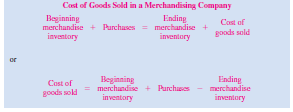 Cost of Goods Sold in a Merchandising Company
Beginning merchandise inventory + Purchases = Ending merchandise inventory + Cost of goods sold
or
Cost of goods sold = Beginning merchandise inventory + Purchases − Ending merchandise inventory